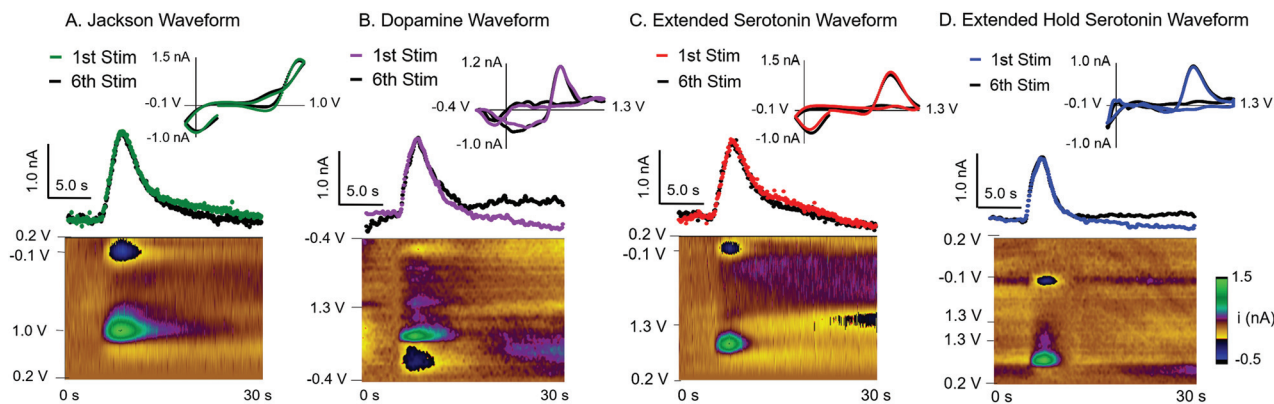 A. Jackson Waveform
1st Stim
6th Stim
1.5 nA
-0.1 V
1.0 V
-1.0 nA
1.0 nA
5.0 s
0.2 V
-0.1 V
1.0 V
0.2 V
0 s
30 s
B. Dopamine Waveform
1st Stim
6th Stim
1.2 nA
-0.4 V
1.3 V
-1.0 nA
1.0 nA
5.0 s
-0.4 V
1.3 V
-0.4 V
0 s
30 s
C. Extended Serotonin Waveform
1st Stim
6th Stim
1.0 nA
-0.1 V
1.3 V
-1.0 nA
1.0 nA
5.0 s
0.2 V
-0.1 V
1.3 V
0.2 V
0 s
30 s
D. Extended Hold Serotonin Waveform
1st Stim
6th Stim
1.0 nA
-0.1 V
1.3 V
-1.0 nA
1.0 nA
5.0 s
0.2 V
-0.1 V
1.3 V
1.3 V
0.2 V
0 s
30 s
1.5
i (nA)
-0.5